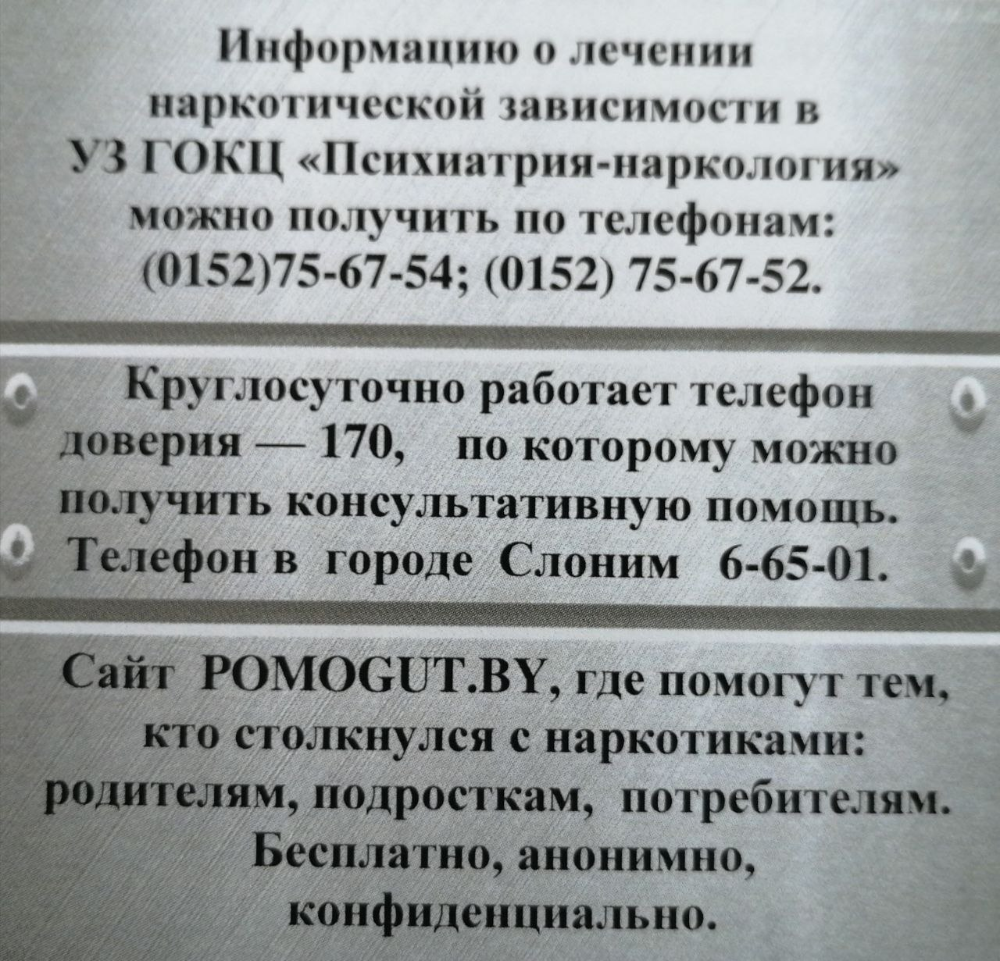 Информацию о лечении
наркотической зависимости в
УЗ ГОКЦ «Психиатрия-наркология»
можно получить по телефонам:
(0152)75-67-54; (0152) 75-67-52.
Круглосуточно работает телефон
доверия — 170, по которому можно
получить консультативную помощь.
Телефон в городе Слоним 6-65-01.
Сайт POMOGUT.BY, где помогут тем,
кто столкнулся с наркотиками:
родителям, подросткам, потребителям.
Бесплатно, анонимно,
конфиденциально.